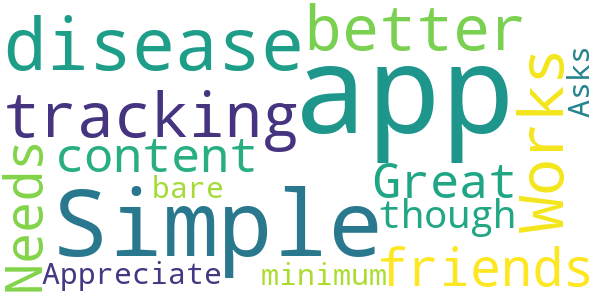 disease
better
app
tracking
Works
Asks
content
Needs
Simple
bare
Great
though
friends
Appreciate
minimum